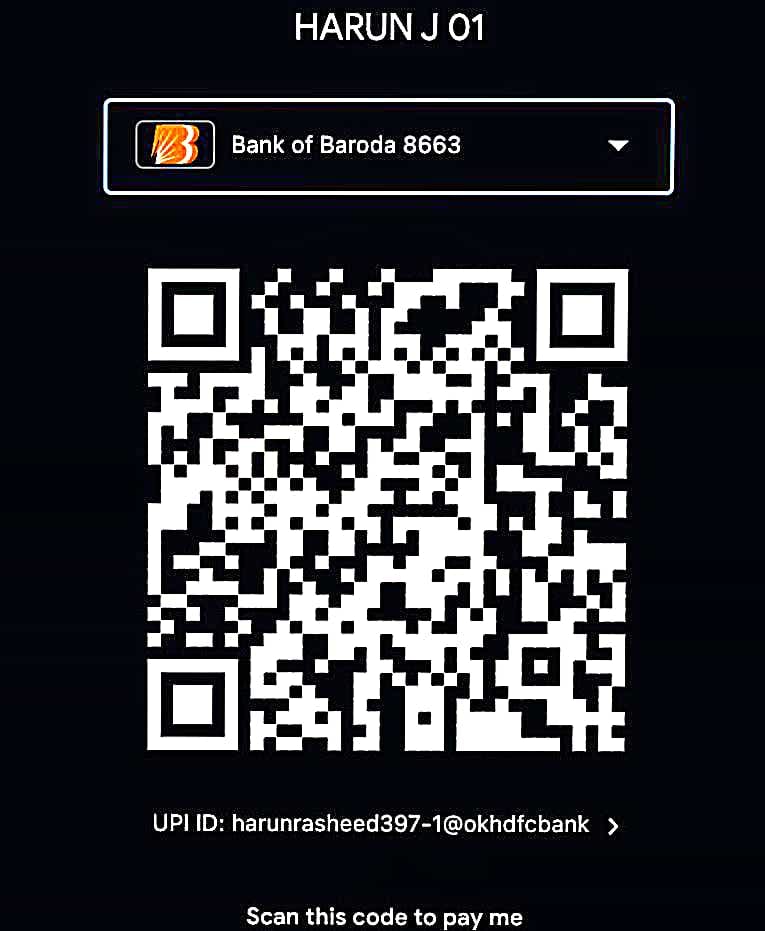 HARUN J 01
Bank of Baroda 8663
UPI ID: harunrasheed397-1@okhdfcbank
Scan this code to pay me